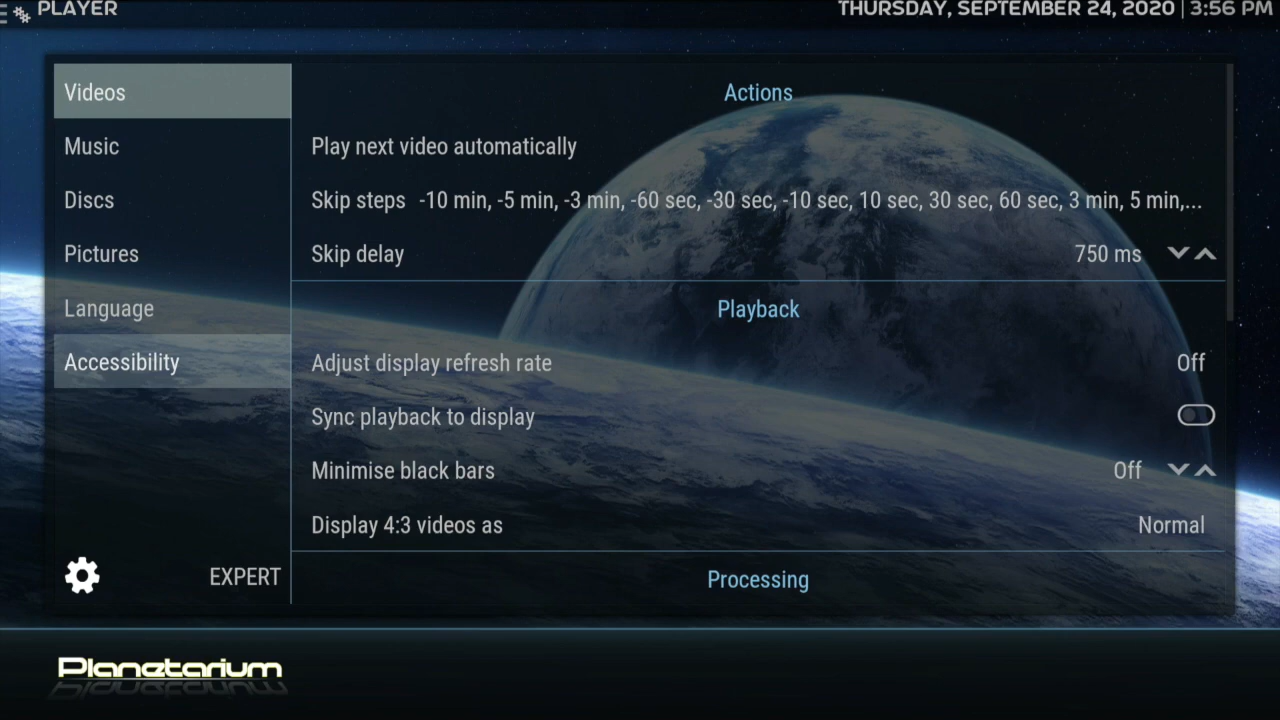 PLAYER
THURSDAY, SEPTEMBER 24, 2020 | 3:56 PM
Videos
Music
Discs
Pictures
Language
Accessibility
EXPERT
Actions
Play next video automatically
Skip steps -10 min, -5 min, -3 min, -60 sec, -30 sec, -10 sec, 10 sec, 30 sec, 60 sec, 3 min, 5 min,...
Skip delay 750 ms
Playback
Adjust display refresh rate Off
Sync playback to display
Minimise black bars Off
Display 4:3 videos as Normal
Processing
Planetarium